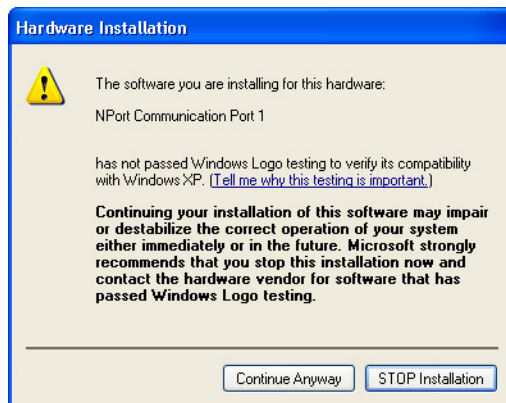 Hardware Installation
The software you are installing for this hardware:
NPort Communication Port 1
has not passed Windows Logo testing to verify its compatibility
with Windows XP. (Tell me why this testing is important.)
Continuing your installation of this software may impair
or destabilize the correct operation of your system
either immediately or in the future. Microsoft strongly
recommends that you stop this installation now and
contact the hardware vendor for software that has
passed Windows Logo testing.
Continue Anyway STOP Installation